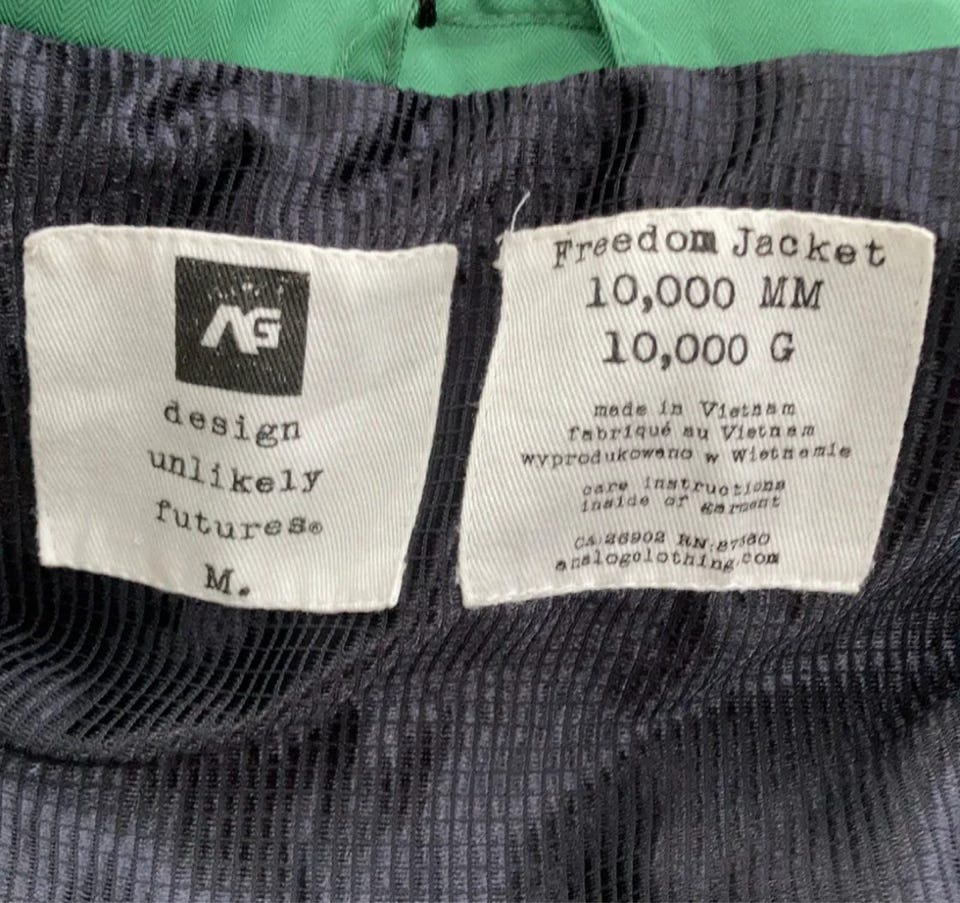 AG
design
unlikely
futures®
M.
Freedom Jacket
10,000 MM
10,000 G
made in Vietnam
fabriqué au Vietnam
wyprodukowano w Wietnamie
care instructions
inside of garment
CA:26902 RN:87360
analogclothing.com